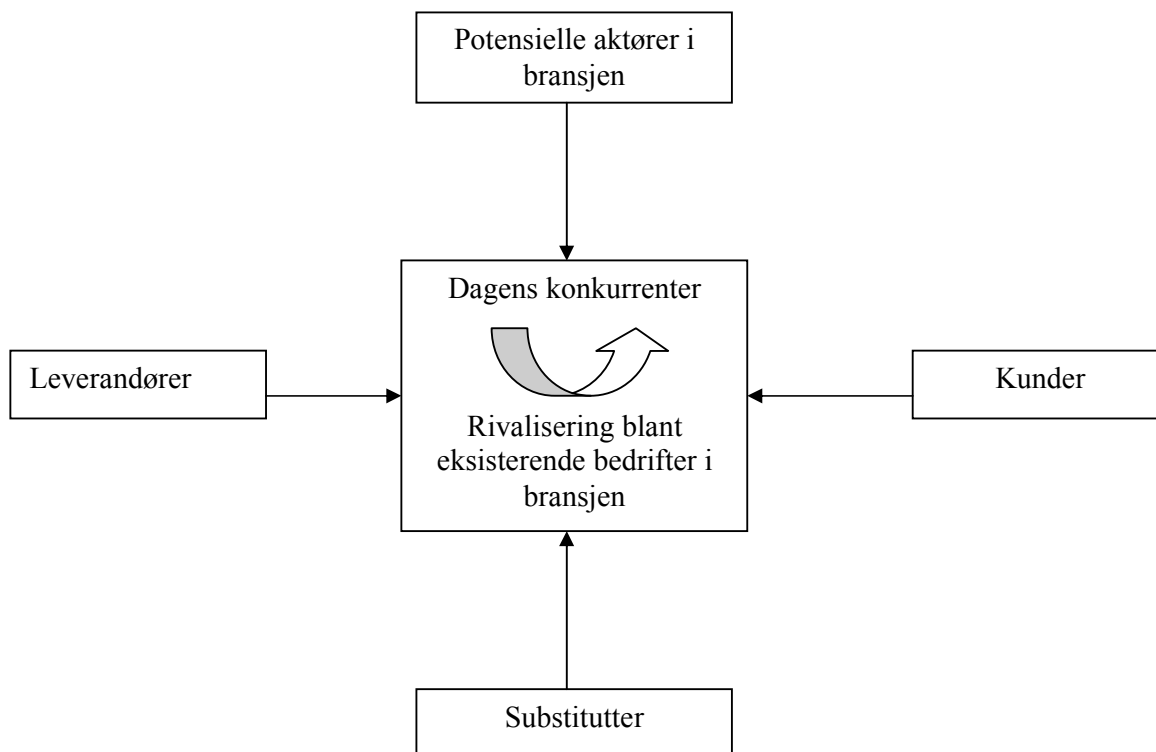 Potensielle aktører i
bransjen
Dagens konkurrenter
Leverandører
Kunder
Rivalisering blant
eksisterende bedrifter i
bransjen
Substitutter